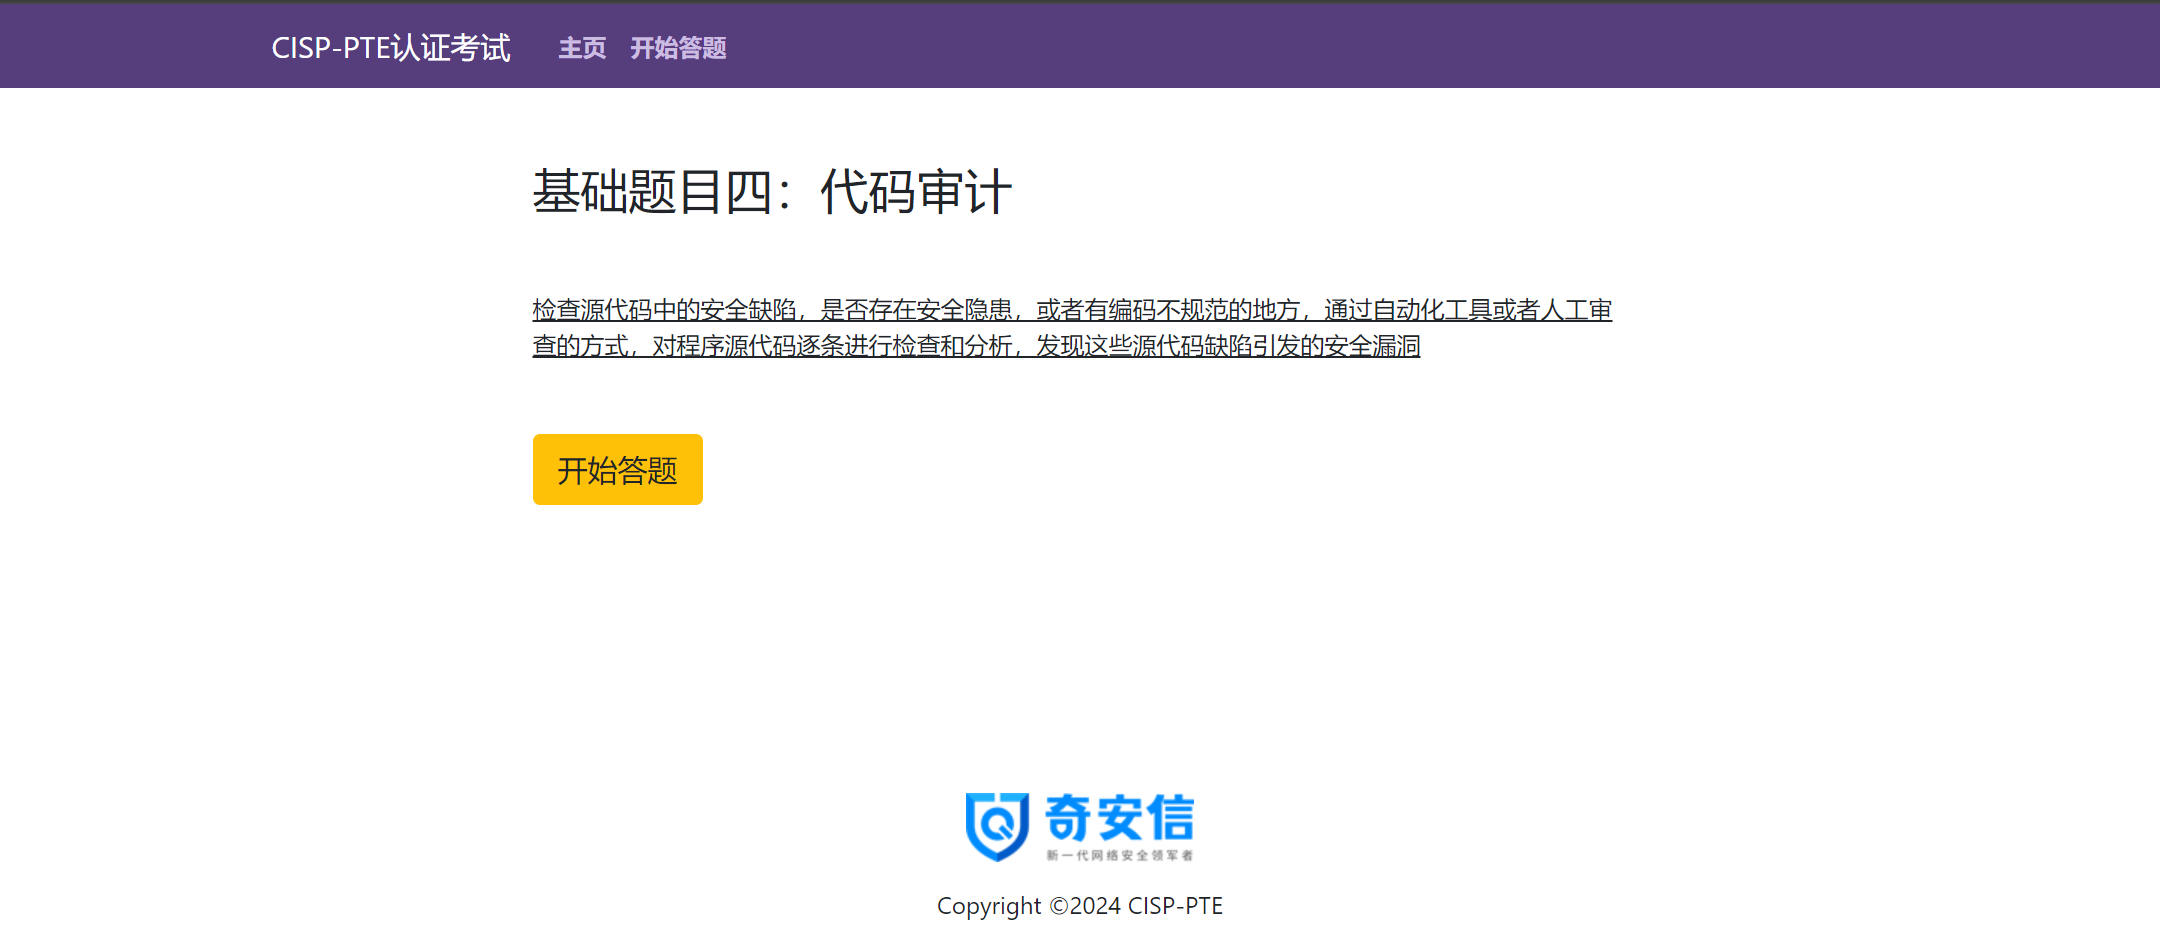 CISP-PTE认证考试 主页 开始答题
基础题目四：代码审计
检查源代码中的安全缺陷，是否存在安全隐患，或者有编码不规范的地方，通过自动化工具或者人工审
查的方式，对程序源代码逐条进行检查和分析，发现这些源代码缺陷引发的安全漏洞
开始答题
奇安信
新一代网络安全领军者
Copyright ©2024 CISP-PTE